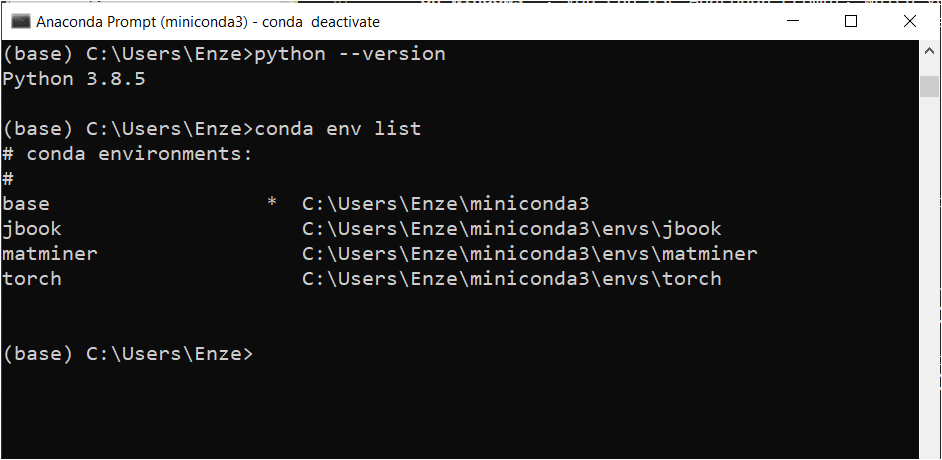 Anaconda Prompt (miniconda3) - conda  deactivate
(base) C:\Users\Enze>python --version
Python 3.8.5
(base) C:\Users\Enze>conda env list
# conda environments:
#
base                  *  C:\Users\Enze\miniconda3
jbook                    C:\Users\Enze\miniconda3\envs\jbook
matminer                 C:\Users\Enze\miniconda3\envs\matminer
torch                    C:\Users\Enze\miniconda3\envs\torch
(base) C:\Users\Enze>